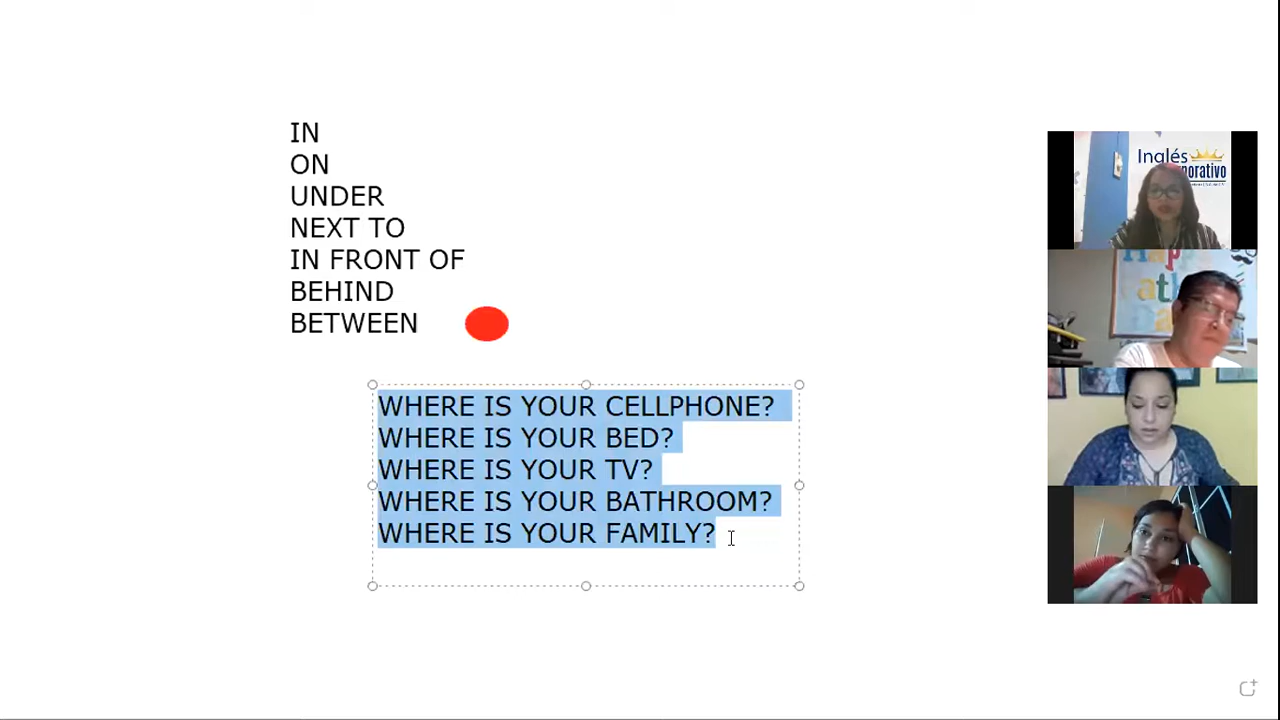 IN
ON
UNDER
NEXT TO
IN FRONT OF
BEHIND
BETWEEN
WHERE IS YOUR CELLPHONE?
WHERE IS YOUR BED?
WHERE IS YOUR TV?
WHERE IS YOUR BATHROOM?
WHERE IS YOUR FAMILY?
Inglés